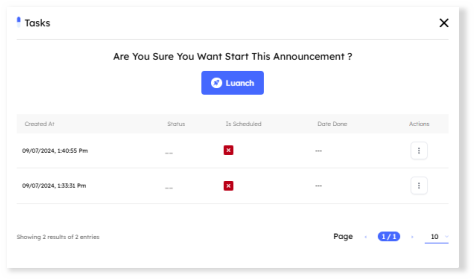 Tasks
Are You Sure You Want Start This Announcement ?
Luanch
Created At Status Is Scheduled Date Done Actions
09/07/2024, 1:40:55 Pm __ ---
09/07/2024, 1:33:31 Pm __ ---
Showing 2 results of 2 entries Page 1 / 1 10